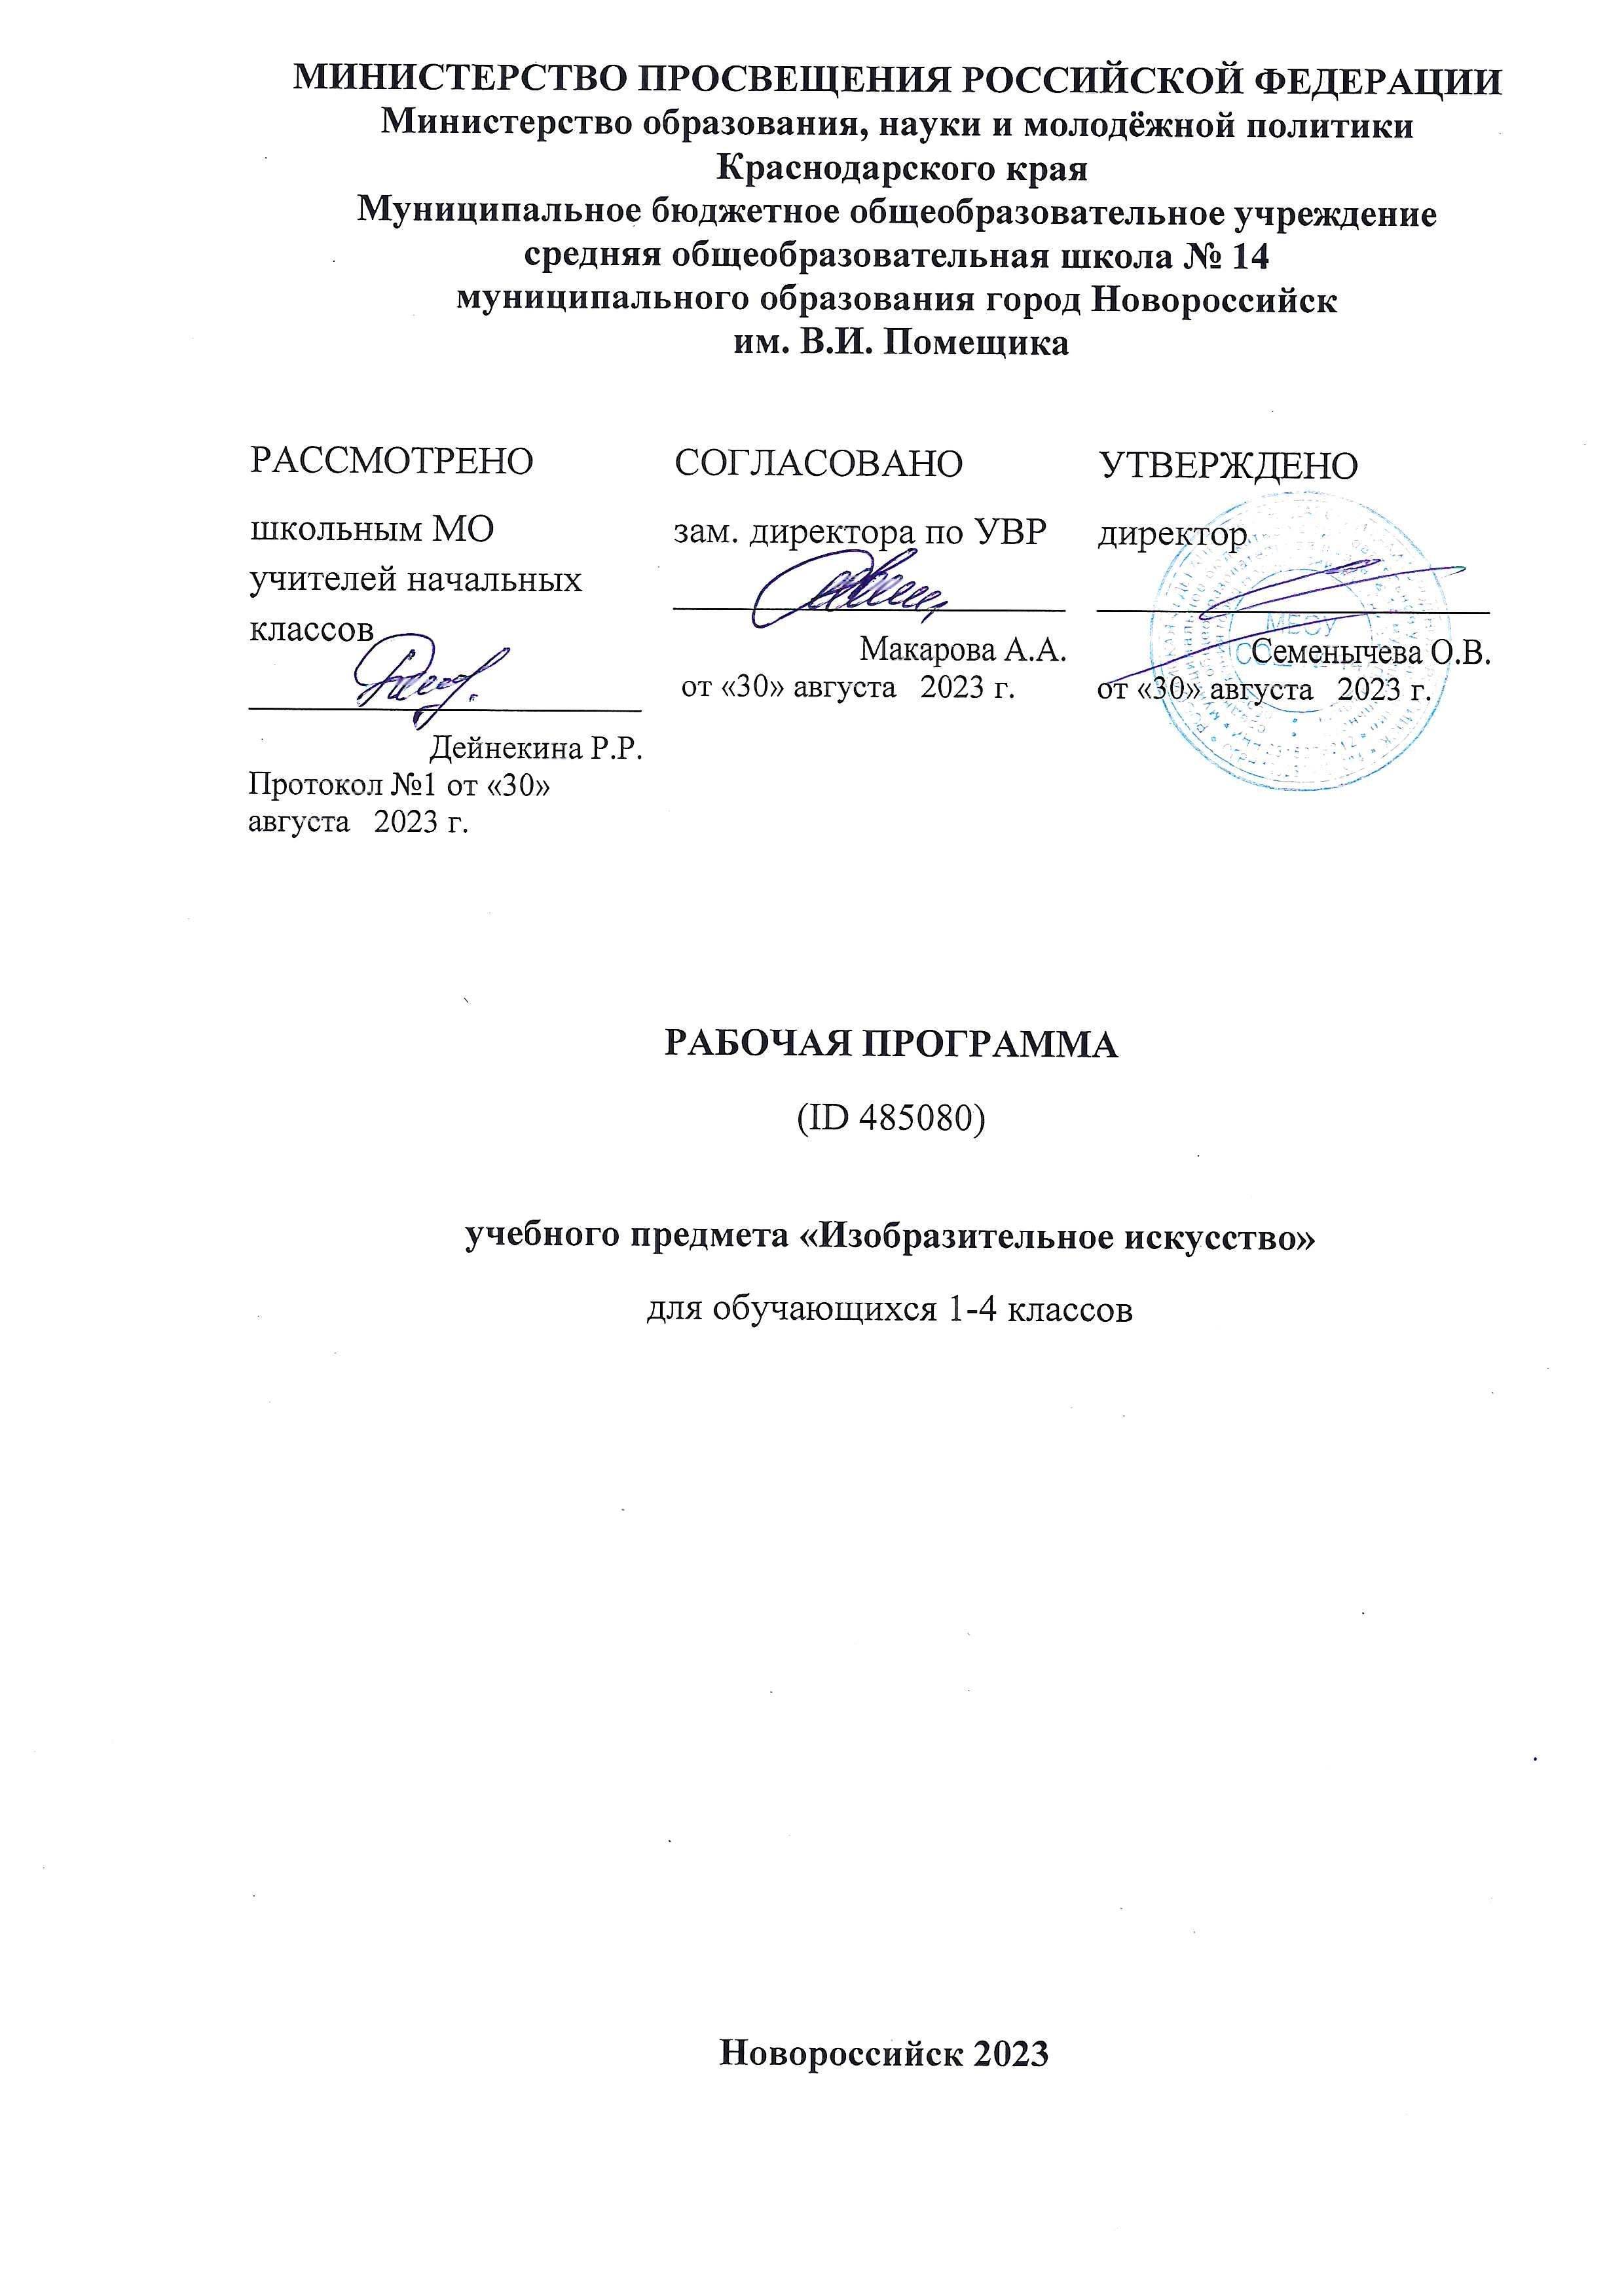 МИНИСТЕРСТВО ПРОСВЕЩЕНИЯ РОССИЙСКОЙ ФЕДЕРАЦИИ
Министерство образования, науки и молодёжной политики
Краснодарского края
Муниципальное бюджетное общеобразовательное учреждение
средняя общеобразовательная школа № 14
муниципального образования город Новороссийск
им. В.И. Помещика
РАССМОТРЕНО
школьным МО
учителей начальных
классов
Дейнекина Р.Р.
Протокол №1 от «30»
августа 2023 г.
СОГЛАСОВАНО
зам. директора по УВР
Макарова А.А.
от «30» августа 2023 г.
УТВЕРЖДЕНО
директор
МБОУ
Семенычева О.В.
от «30» августа 2023 г.
РАБОЧАЯ ПРОГРАММА
(ID 485080)
учебного предмета «Изобразительное искусство»
для обучающихся 1-4 классов
Новороссийск 2023